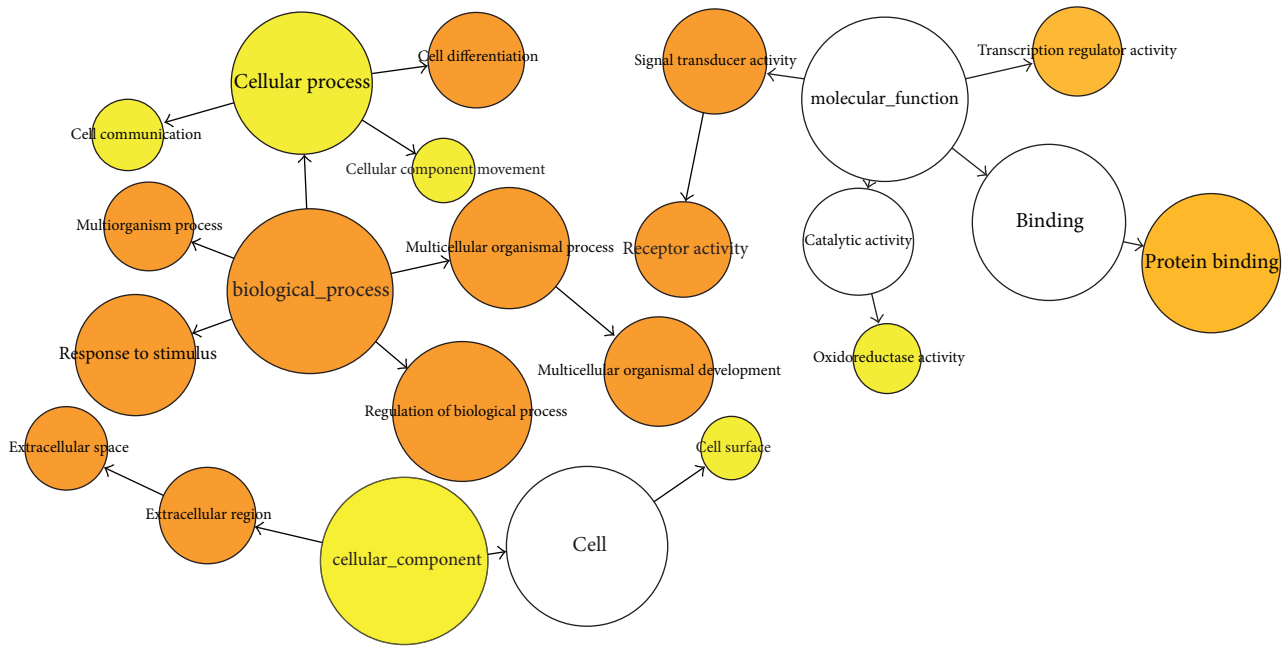 Cell differentiation
Signal transducer activity
Transcription regulator activity
Cellular process
molecular_function
Cell communication
Cellular component movement
Multiorganism process
Multicellular organismal process
Receptor activity
Catalytic activity
Binding
Protein binding
biological_process
Response to stimulus
Oxidoreductase activity
Multicellular organismal development
Regulation of biological process
Extracellular space
Cell surface
Extracellular region
Cell
cellular_component